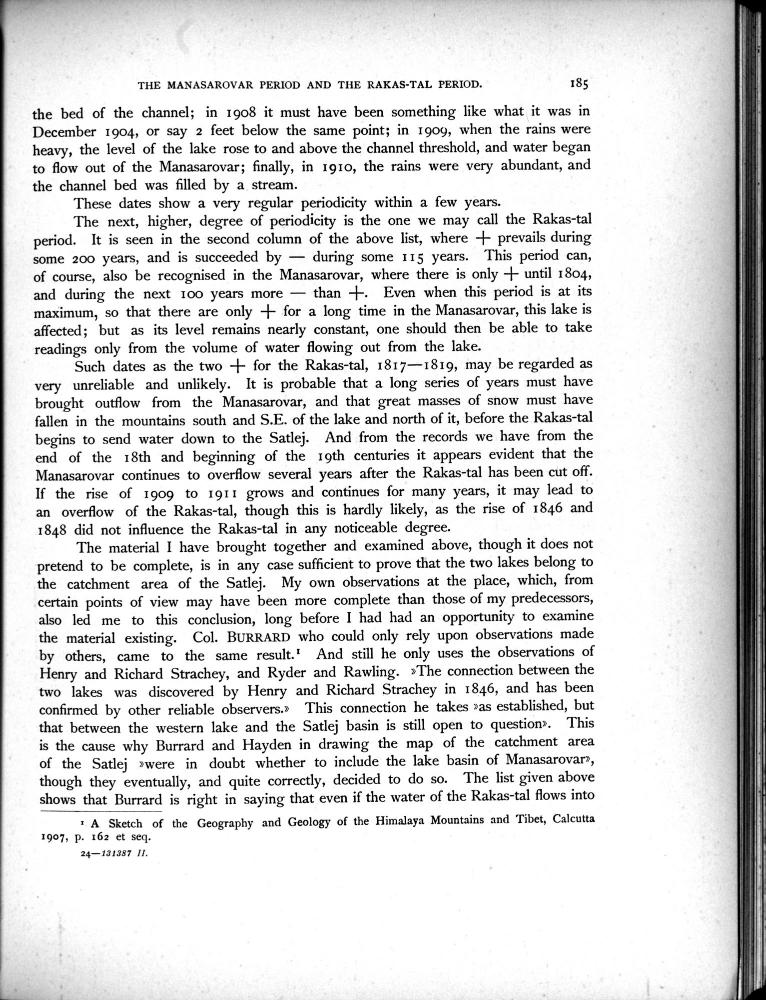 THE MANASAROVAR PERIOD AND THE RAKAS-TAL PERIOD. 185
the bed of the channel; in 1908 it must have been something like what it was in
December 1904, or say 2 feet below the same point; in 1909, when the rains were
heavy, the level of the lake rose to and above the channel threshold, and water began
to flow out of the Manasarovar; finally, in 1910, the rains were very abundant, and
the channel bed was filled by a stream.
These dates show a very regular periodicity within a few years.
The next, higher, degree of periodicity is the one we may call the Rakas-tal
period. It is seen in the second column of the above list, where + prevails during
some 200 years, and is succeeded by — during some 115 years. This period can,
of course, also be recognised in the Manasarovar, where there is only + until 1804,
and during the next 100 years more — than +. Even when this period is at its
maximum, so that there are only + for a long time in the Manasarovar, this lake is
affected; but as its level remains nearly constant, one should then be able to take
readings only from the volume of water flowing out from the lake.
Such dates as the two + for the Rakas-tal, 1817—1819, may be regarded as
very unreliable and unlikely. It is probable that a long series of years must have
brought outflow from the Manasarovar, and that great masses of snow must have
fallen in the mountains south and S.E. of the lake and north of it, before the Rakas-tal
begins to send water down to the Satlej. And from the records we have from the
end of the 18th and beginning of the 19th centuries it appears evident that the
Manasarovar continues to overflow several years after the Rakas-tal has been cut off.
If the rise of 1909 to 1911 grows and continues for many years, it may lead to
an overflow of the Rakas-tal, though this is hardly likely, as the rise of 1846 and
1848 did not influence the Rakas-tal in any noticeable degree.
The material I have brought together and examined above, though it does not
pretend to be complete, is in any case sufficient to prove that the two lakes belong to
the catchment area of the Satlej. My own observations at the place, which, from
certain points of view may have been more complete than those of my predecessors,
also led me to this conclusion, long before I had had an opportunity to examine
the material existing. Col. BURRARD who could only rely upon observations made
by others, came to the same result.¹ And still he only uses the observations of
Henry and Richard Strachey, and Ryder and Rawling. »The connection between the
two lakes was discovered by Henry and Richard Strachey in 1846, and has been
confirmed by other reliable observers.» This connection he takes »as established, but
that between the western lake and the Satlej basin is still open to question». This
is the cause why Burrard and Hayden in drawing the map of the catchment area
of the Satlej »were in doubt whether to include the lake basin of Manasarovar»,
though they eventually, and quite correctly, decided to do so. The list given above
shows that Burrard is right in saying that even if the water of the Rakas-tal flows into
¹ A Sketch of the Geography and Geology of the Himalaya Mountains and Tibet, Calcutta
1907, p. 162 et seq.
24—131387 II.